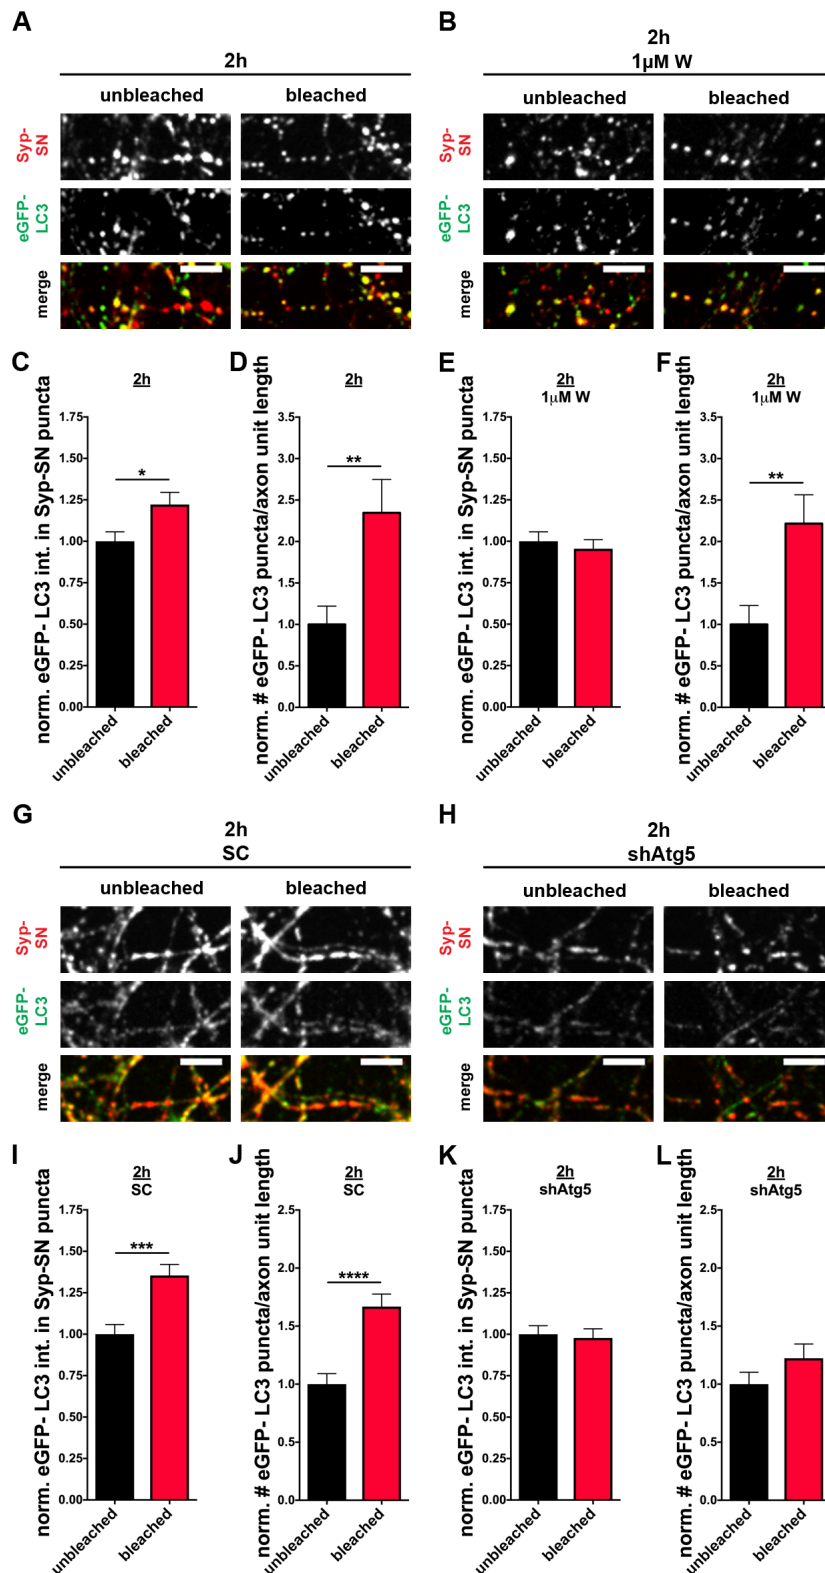 A
2h
unbleached bleached
Syp-
SN
eGFP-
LC3
merge
B
2h
1µM W
unbleached bleached
Syp-
SN
eGFP-
LC3
merge
C
2h
norm. eGFP- LC3 int. in Syp-SN puncta
1.75
1.50
1.25
1.00
0.75
0.50
0.25
0.00
*
unbleached
bleached
D
2h
norm. # eGFP- LC3 puncta/axon unit length
3.5
3.0
2.5
2.0
1.5
1.0
0.5
0.0
**
unbleached
bleached
E
2h
1µM W
norm. eGFP- LC3 int. in Syp-SN puncta
1.75
1.50
1.25
1.00
0.75
0.50
0.25
0.00
unbleached
bleached
F
2h
1µM W
norm. # eGFP- LC3 puncta/axon unit length
3.5
3.0
2.5
2.0
1.5
1.0
0.5
0.0
**
unbleached
bleached
G
2h
SC
unbleached bleached
Syp-
SN
eGFP-
LC3
merge
H
2h
shAtg5
unbleached bleached
Syp-
SN
eGFP-
LC3
merge
I
2h
SC
norm. eGFP- LC3 int. in Syp-SN puncta
1.75
1.50
1.25
1.00
0.75
0.50
0.25
0.00
***
unbleached
bleached
J
2h
SC
norm. # eGFP- LC3 puncta/axon unit length
2.5
2.0
1.5
1.0
0.5
0.0
****
unbleached
bleached
K
2h
shAtg5
norm. eGFP- LC3 int. in Syp-SN puncta
1.75
1.50
1.25
1.00
0.75
0.50
0.25
0.00
unbleached
bleached
L
2h
shAtg5
norm. # eGFP- LC3 puncta/axon unit length
2.5
2.0
1.5
1.0
0.5
0.0
unbleached
bleached